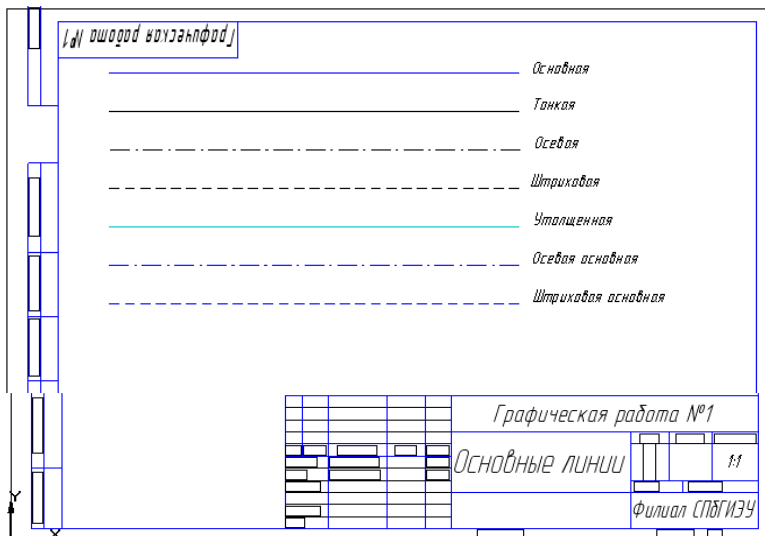 Графическая работа №1
Основная
Тонкая
Осевая
Штриховая
Утолщенная
Осевая основная
Штриховая основная
Графическая работа №1
Основные линии
1:1
Филиал СПбГИЭУ
Y
X